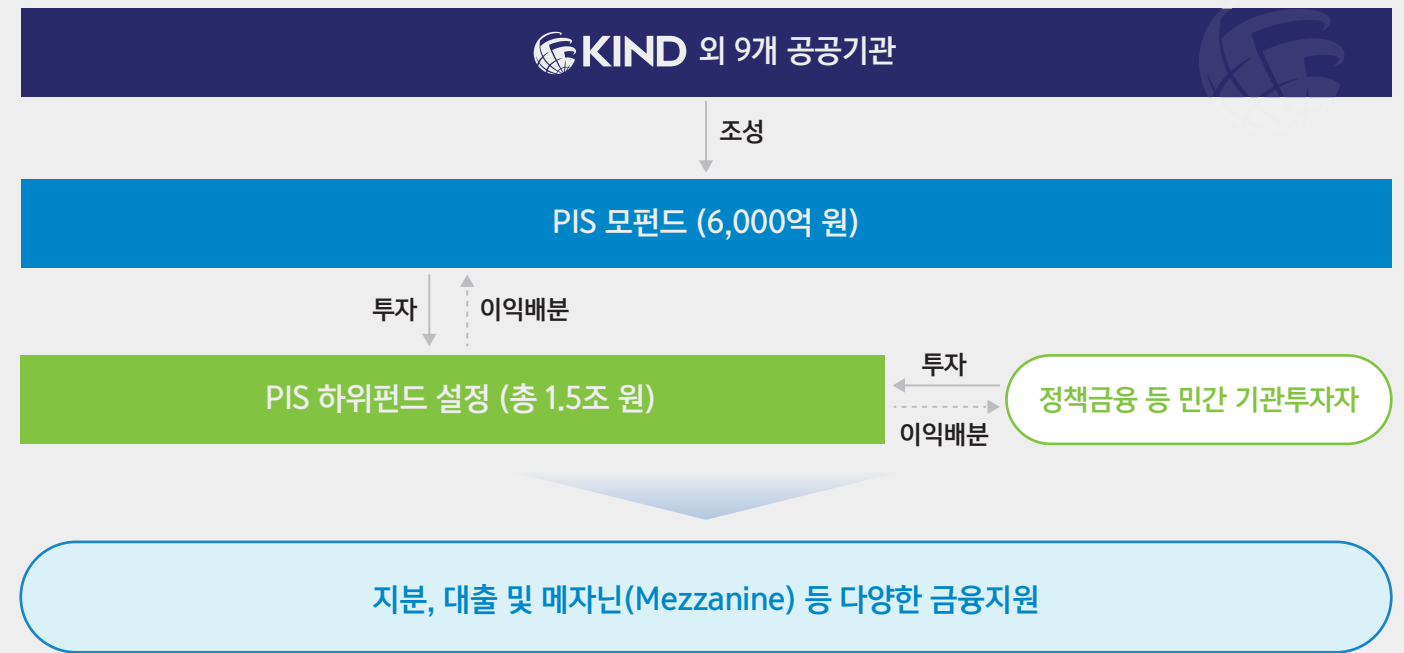 KIND 외 9개 공공기관
조성
PIS 모펀드 (6,000억 원)
투자
이익배분
PIS 하위펀드 설정 (총 1.5조 원)
투자
이익배분
정책금융 등 민간 기관투자자
지분, 대출 및 메자닌(Mezzanine) 등 다양한 금융지원